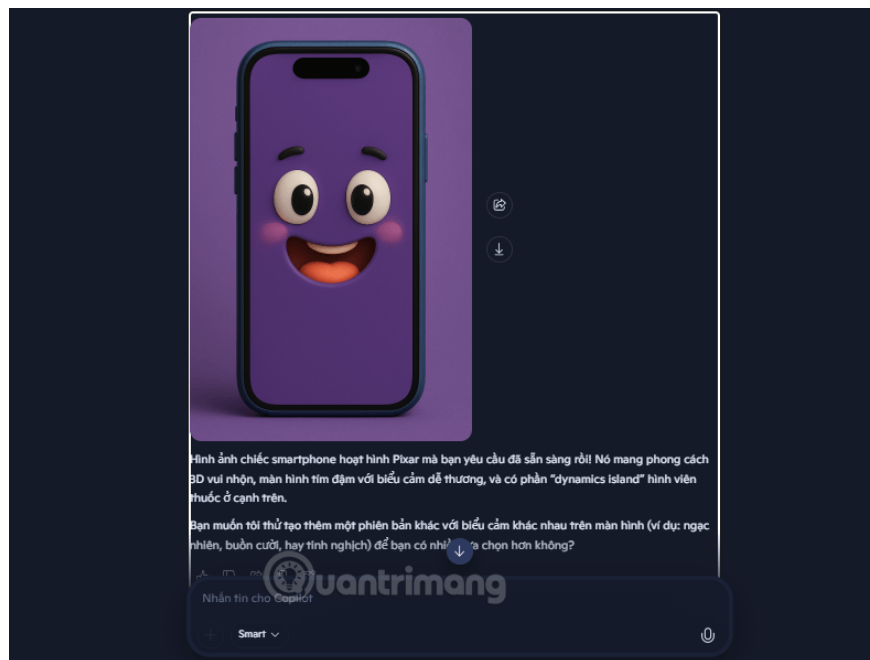 Hình ảnh chiếc smartphone hoạt hình Pixar mà bạn yêu cầu đã sẵn sàng rồi! Nó mang phong cách
3D vui nhộn, màn hình tím đậm với biểu cảm dễ thương, và có phần “dynamics island” hình viên
thuốc ở cạnh trên.
Bạn muốn tôi thử tạo thêm một phiên bản khác với biểu cảm khác nhau trên màn hình (ví dụ: ngạc
nhiên, buồn cười, hay tinh nghịch) để bạn có chọn hơn không?
Quantrimang
Nhắn tin cho Copilot
Smart